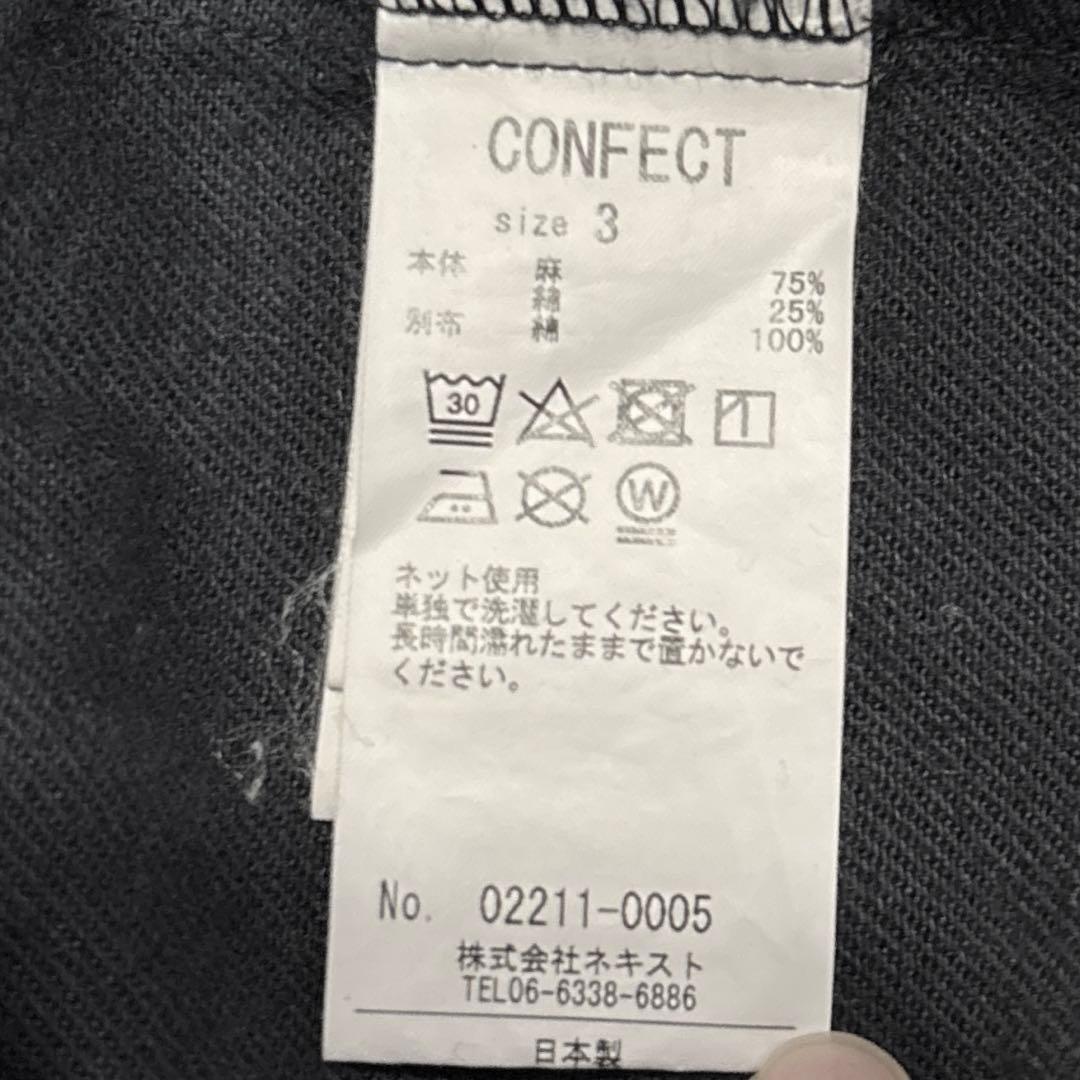 CONFECT
size 3
本体 麻 75%
綿 25%
別布 綿 100%
30
W
ネット使用
単独で洗濯してください。
長時間濡れたままで置かないで
ください。
No. 02211-0005
株式会社ネキスト
TEL06-6338-6886
日本製